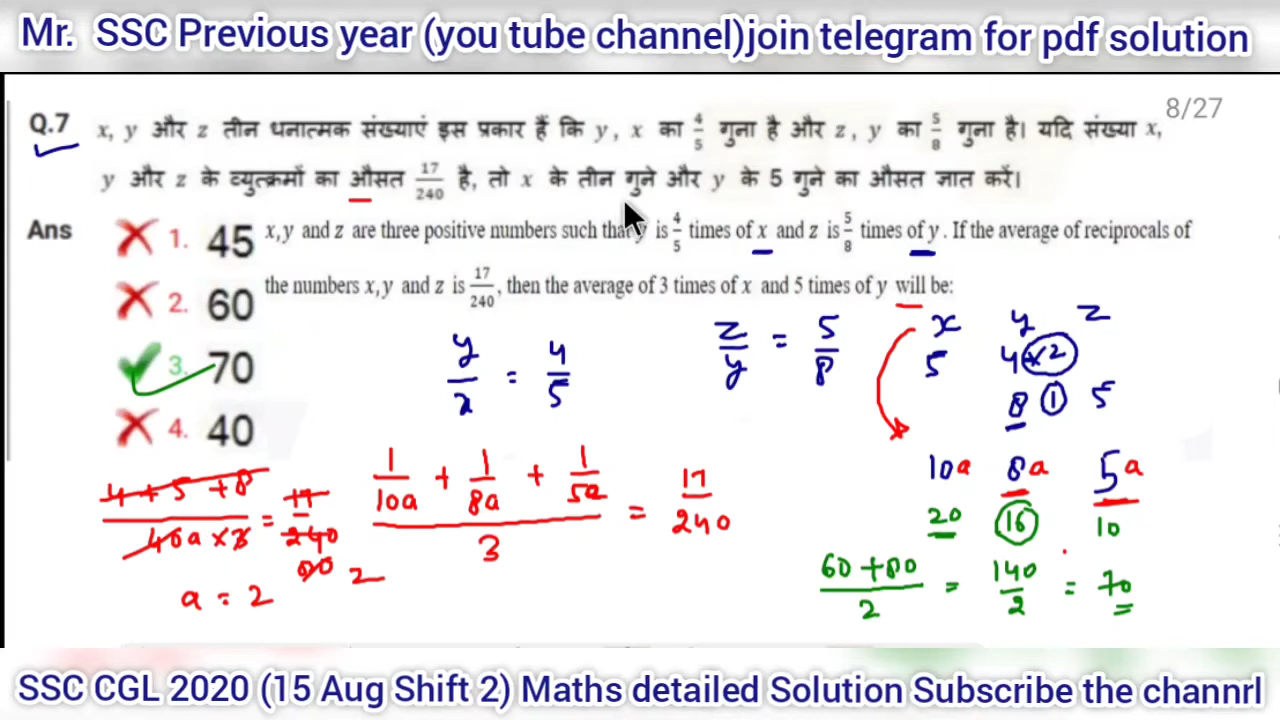 Mr. SSC Previous year (you tube channel)join telegram for pdf solution
8/27
Q.7 x, y और z तीन धनात्मक संख्याएं इस प्रकार हैं कि y, x का 4/5 गुना है और z, y का 5/8 गुना है। यदि संख्या x,
y और z के व्युत्क्रमों का औसत 17/240 है, तो x के तीन गुने और y के 5 गुने का औसत ज्ञात करें।
Ans
x,y and z are three positive numbers such that y is 4/5 times of x and z is 5/8 times of y. If the average of reciprocals of
the numbers x,y and z is 17/240, then the average of 3 times of x and 5 times of y will be:
1. 45
2. 60
3. 70
4. 40
y/x = 4/5
z/y = 5/8
x y z
5 4×2
8 1 5
10a 8a 5a
20 16 10
1/10a + 1/8a + 1/5a
3
= 17/240
4+5+8
40a×3
= 17/240
80 2
a = 2
60+80/2 = 140/2 = 70
SSC CGL 2020 (15 Aug Shift 2) Maths detailed Solution Subscribe the channrl